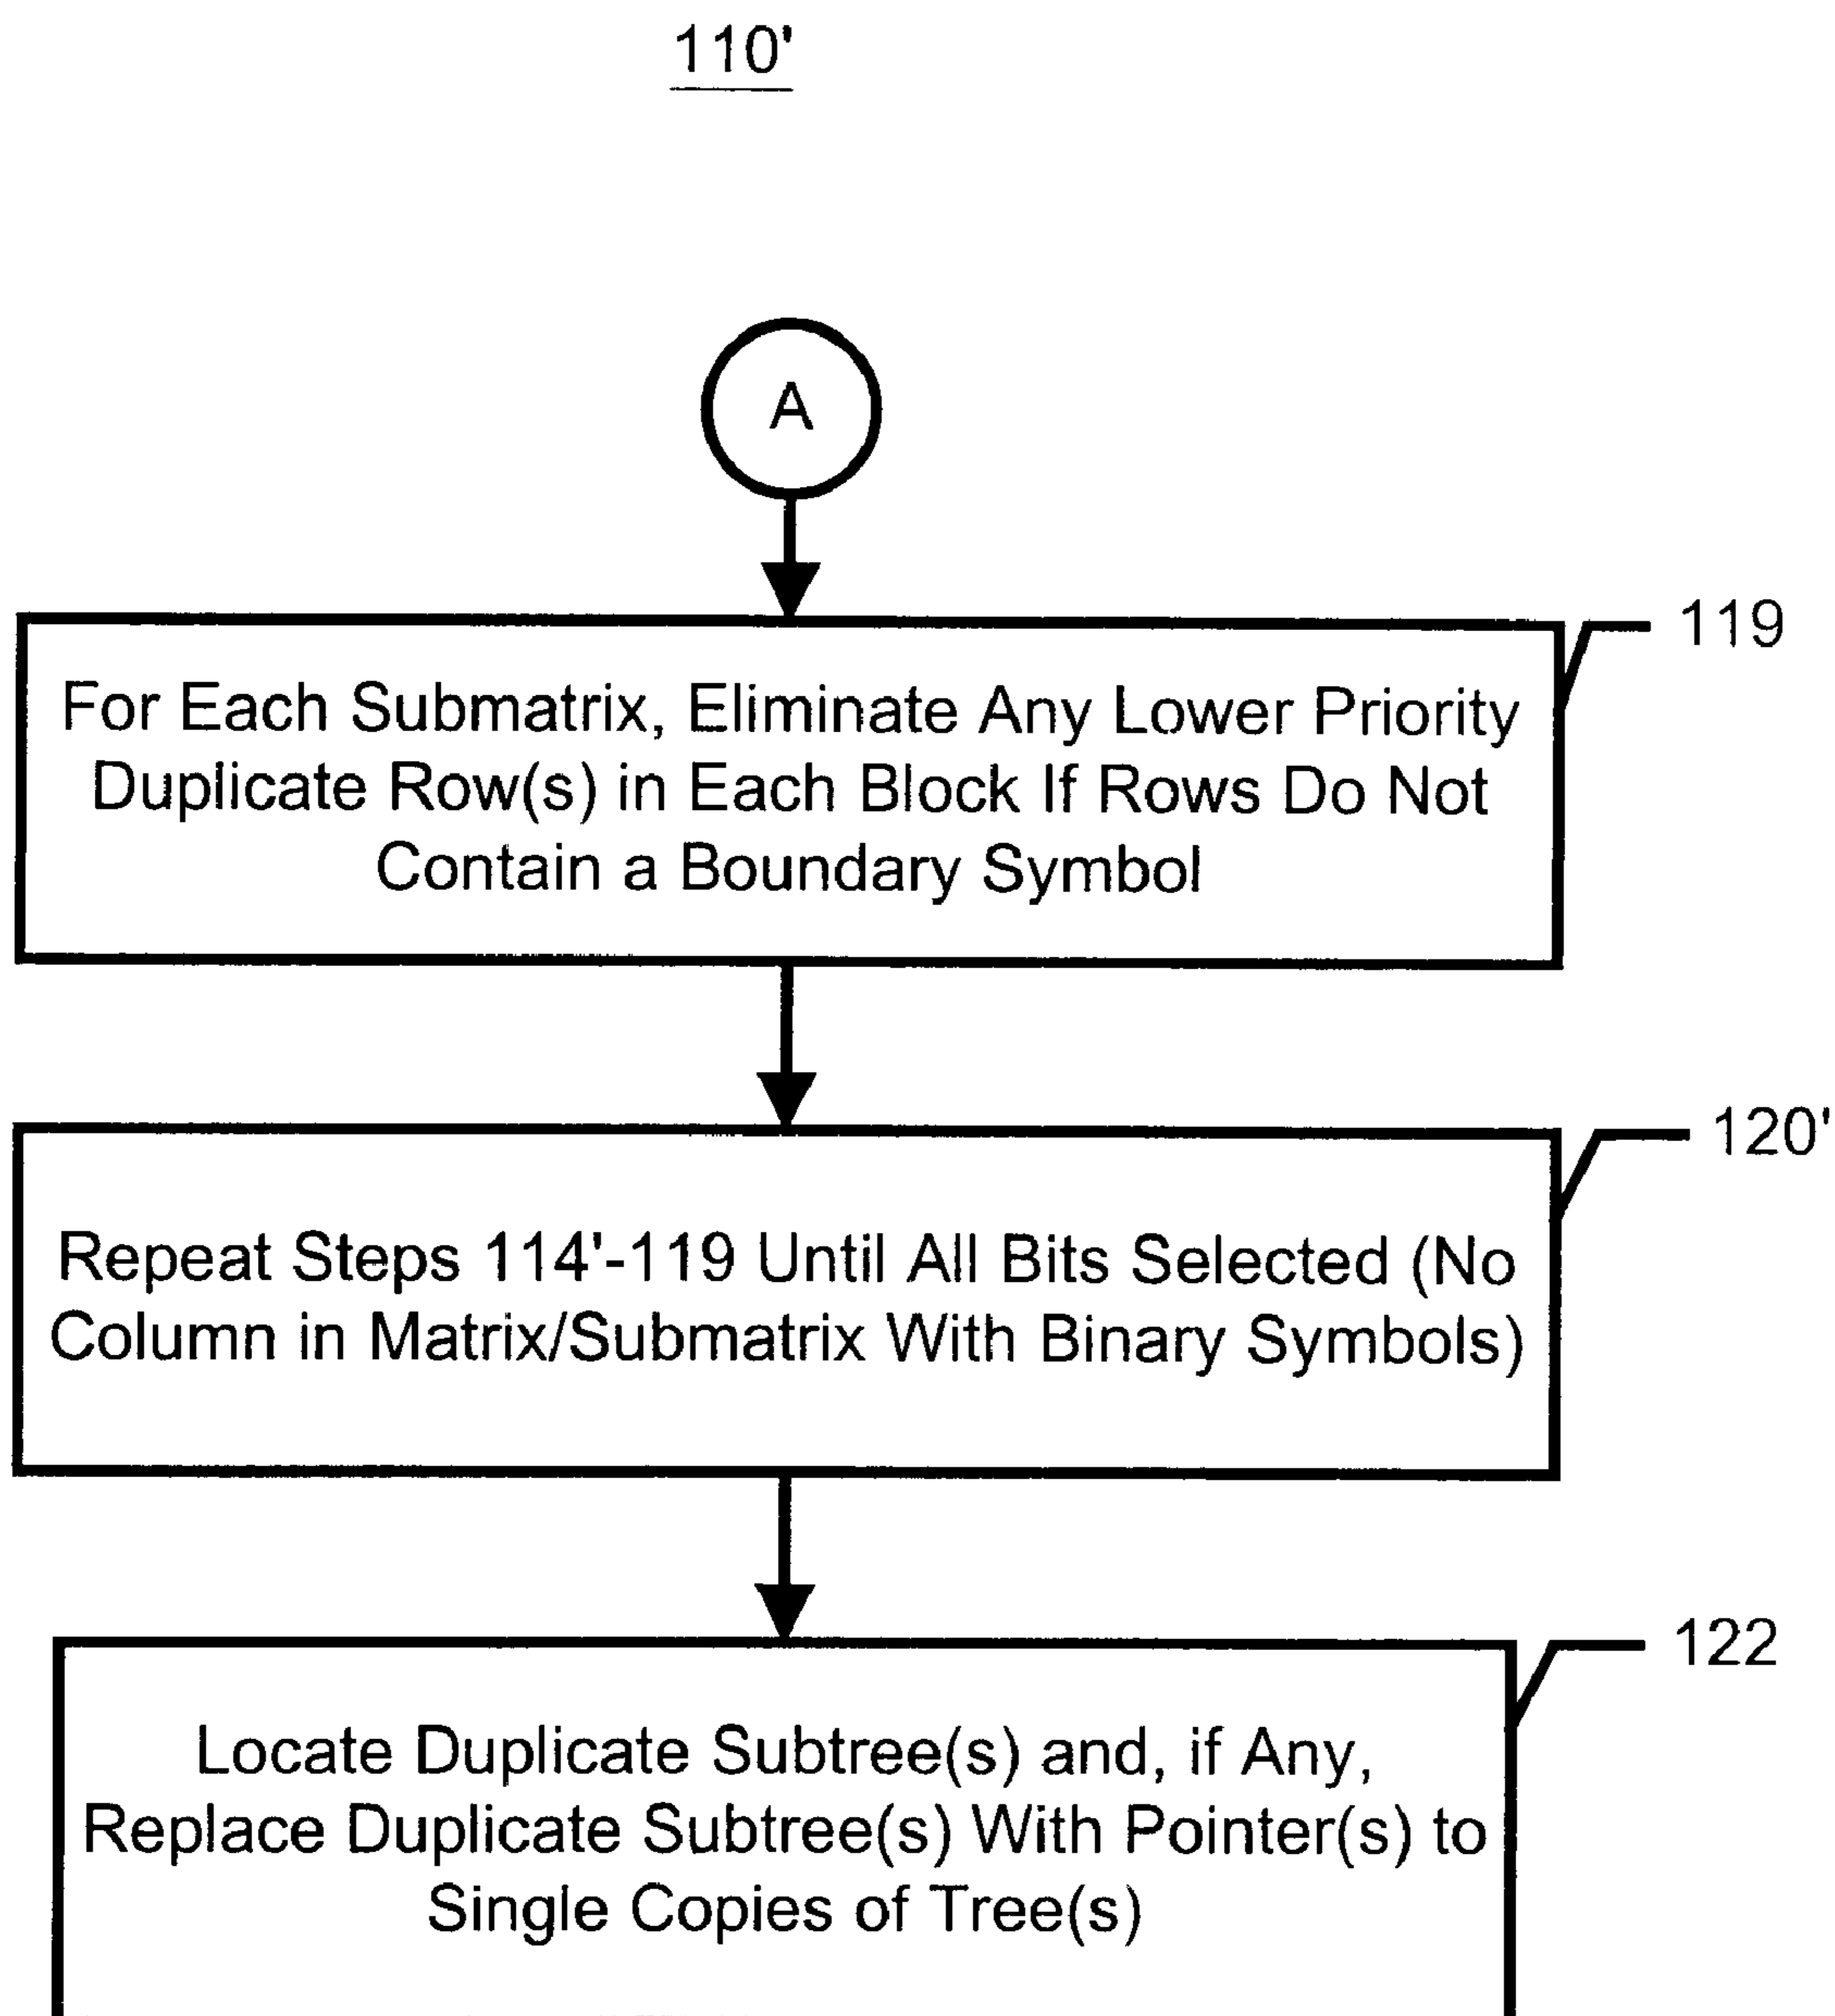 110'
A
119
For Each Submatrix, Eliminate Any Lower Priority
Duplicate Row(s) in Each Block If Rows Do Not
Contain a Boundary Symbol
120'
Repeat Steps 114'-119 Until All Bits Selected (No
Column in Matrix/Submatrix With Binary Symbols)
122
Locate Duplicate Subtree(s) and, if Any,
Replace Duplicate Subtree(s) With Pointer(s) to
Single Copies of Tree(s)